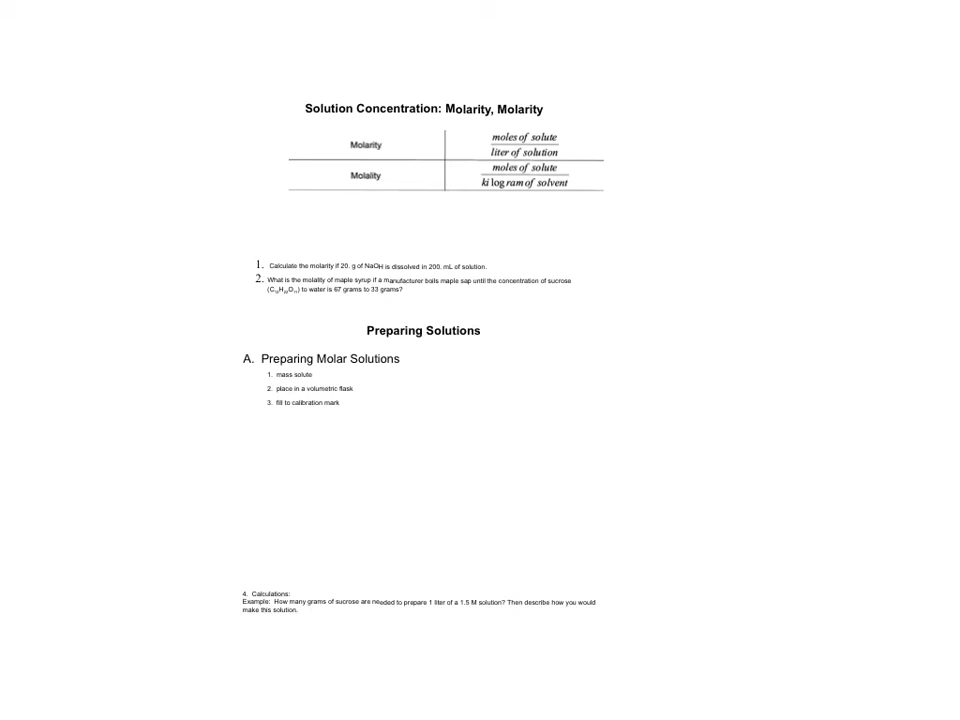 Solution Concentration: Molarity, Molarity
Molarity
moles of solute
liter of solution
Molality
moles of solute
kilogram of solvent
1. Calculate the molarity if 20. g of NaOH is dissolved in 200. mL of solution.
2. What is the molality of maple syrup if a manufacturer boils maple sap until the concentration of sucrose
(C₁₂H₂₂O₁₁) to water is 67 grams to 33 grams?
Preparing Solutions
A. Preparing Molar Solutions
1. mass solute
2. place in a volumetric flask
3. fill to calibration mark
4. Calculations:
Example: How many grams of sucrose are needed to prepare 1 liter of a 1.5 M solution? Then describe how you would
make this solution.